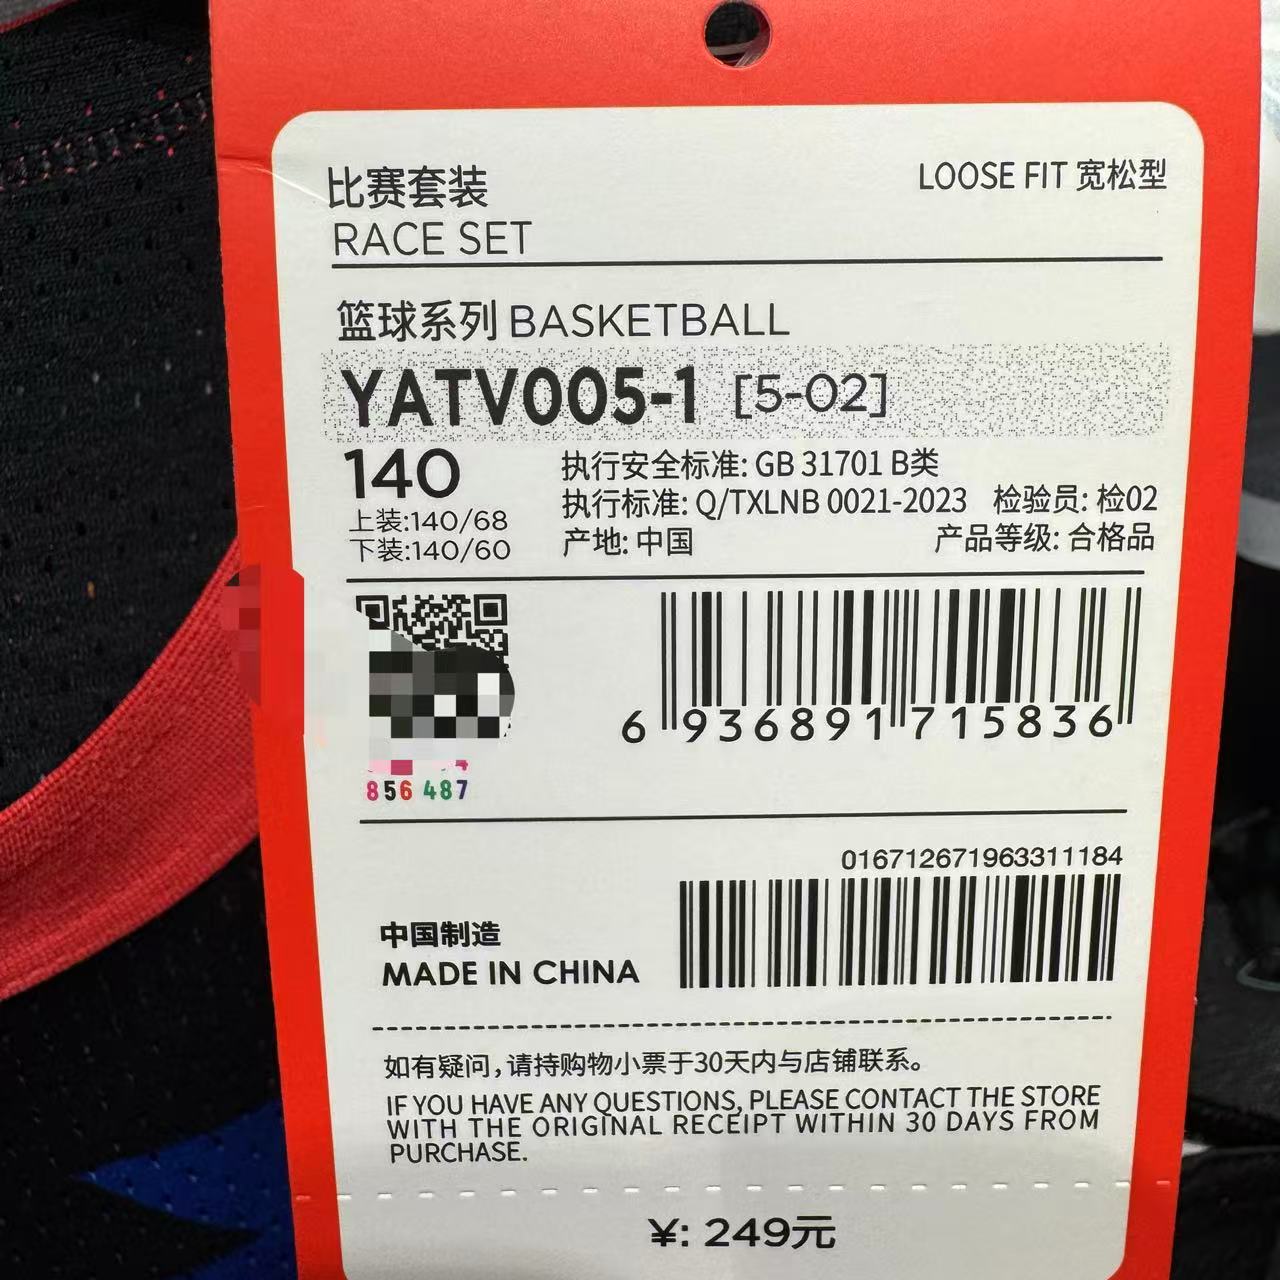 比赛套装
RACE SET
LOOSE FIT 宽松型
篮球系列 BASKETBALL
YATV005-1 [5-02]
140
上装:140/68
下装:140/60
执行安全标准: GB 31701 B类
执行标准: Q/TXLNB 0021-2023 检验员: 检02
产地: 中国 产品等级: 合格品
856 487
6 936891 715836
016712671963311184
中国制造
MADE IN CHINA
如有疑问，请持购物小票于30天内与店铺联系。
IF YOU HAVE ANY QUESTIONS, PLEASE CONTACT THE STORE
WITH THE ORIGINAL RECEIPT WITHIN 30 DAYS FROM
PURCHASE.
¥: 249元